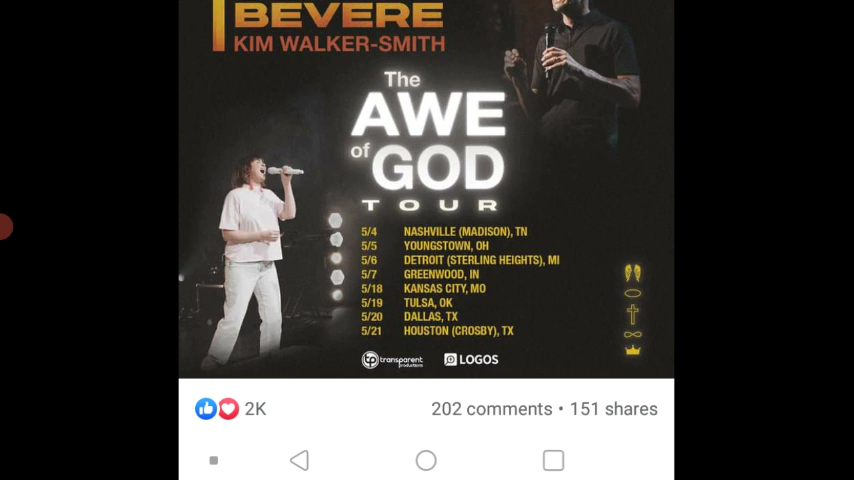 BEVERE
KIM WALKER-SMITH
The
AWE
of GOD
TOUR
5/4 NASHVILLE (MADISON), TN
5/5 YOUNGSTOWN, OH
5/6 DETROIT (STERLING HEIGHTS), MI
5/7 GREENWOOD, IN
5/18 KANSAS CITY, MO
5/19 TULSA, OK
5/20 DALLAS, TX
5/21 HOUSTON (CROSBY), TX
tp transparent
productions
LOGOS
2K
202 comments • 151 shares